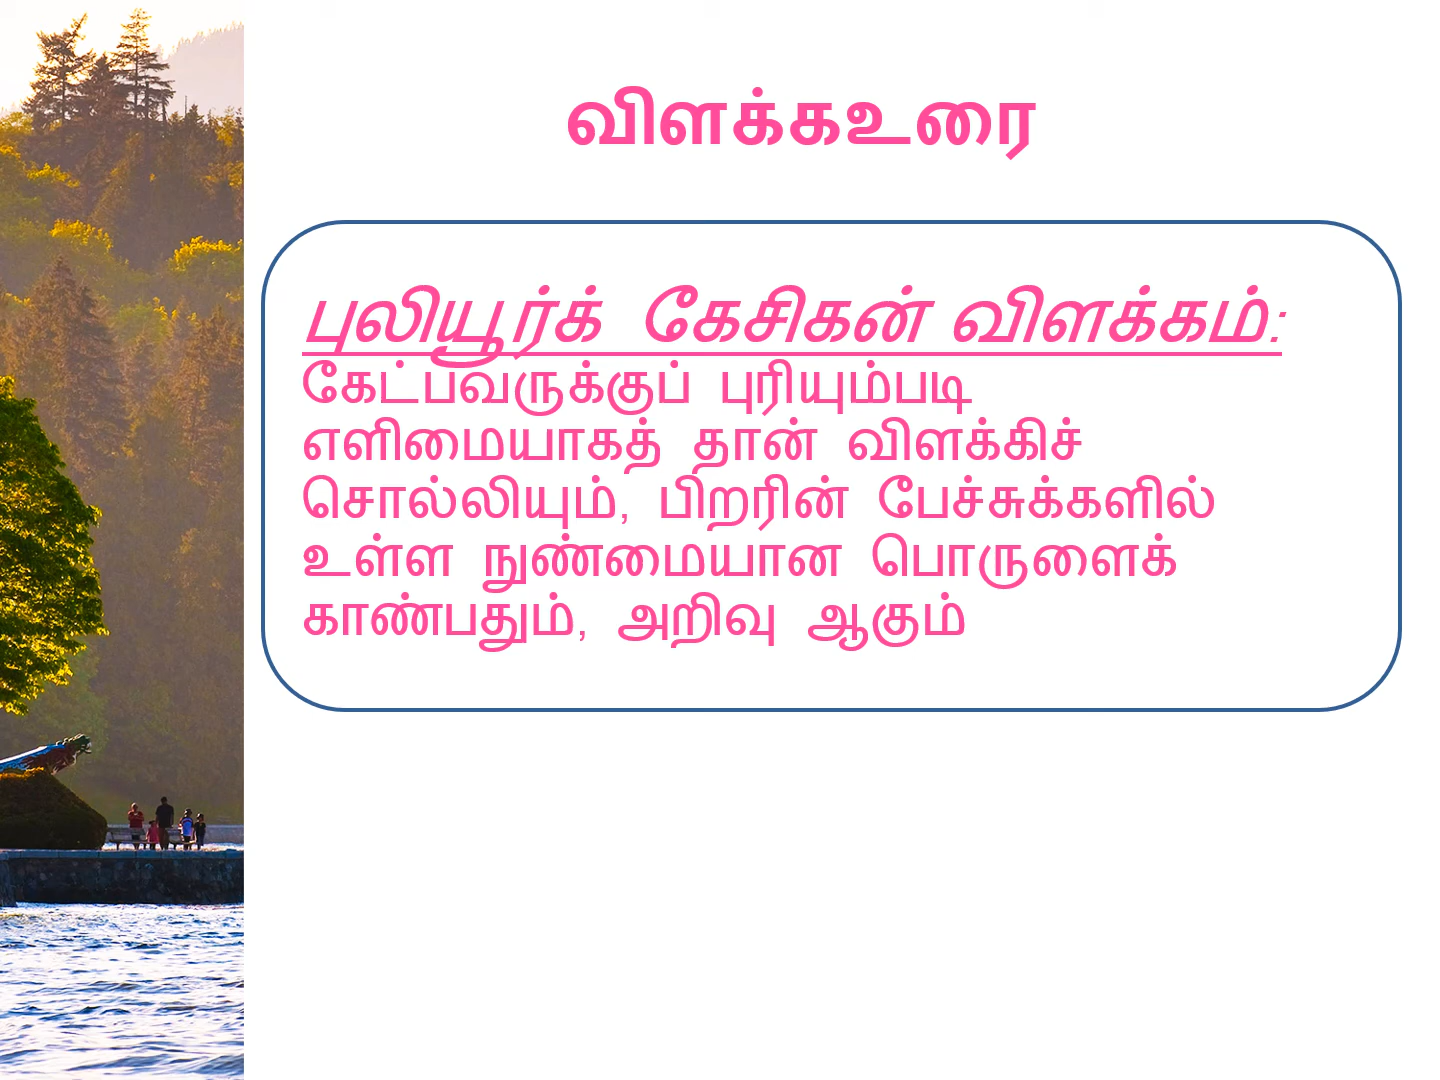 விளக்கஉரை
புலியூர்க் கேசிகன் விளக்கம்:
கேட்பவருக்குப் புரியும்படி
எளிமையாகத் தான் விளக்கிச்
சொல்லியும், பிறரின் பேச்சுக்களில்
உள்ள நுண்மையான பொருளைக்
காண்பதும், அறிவு ஆகும்